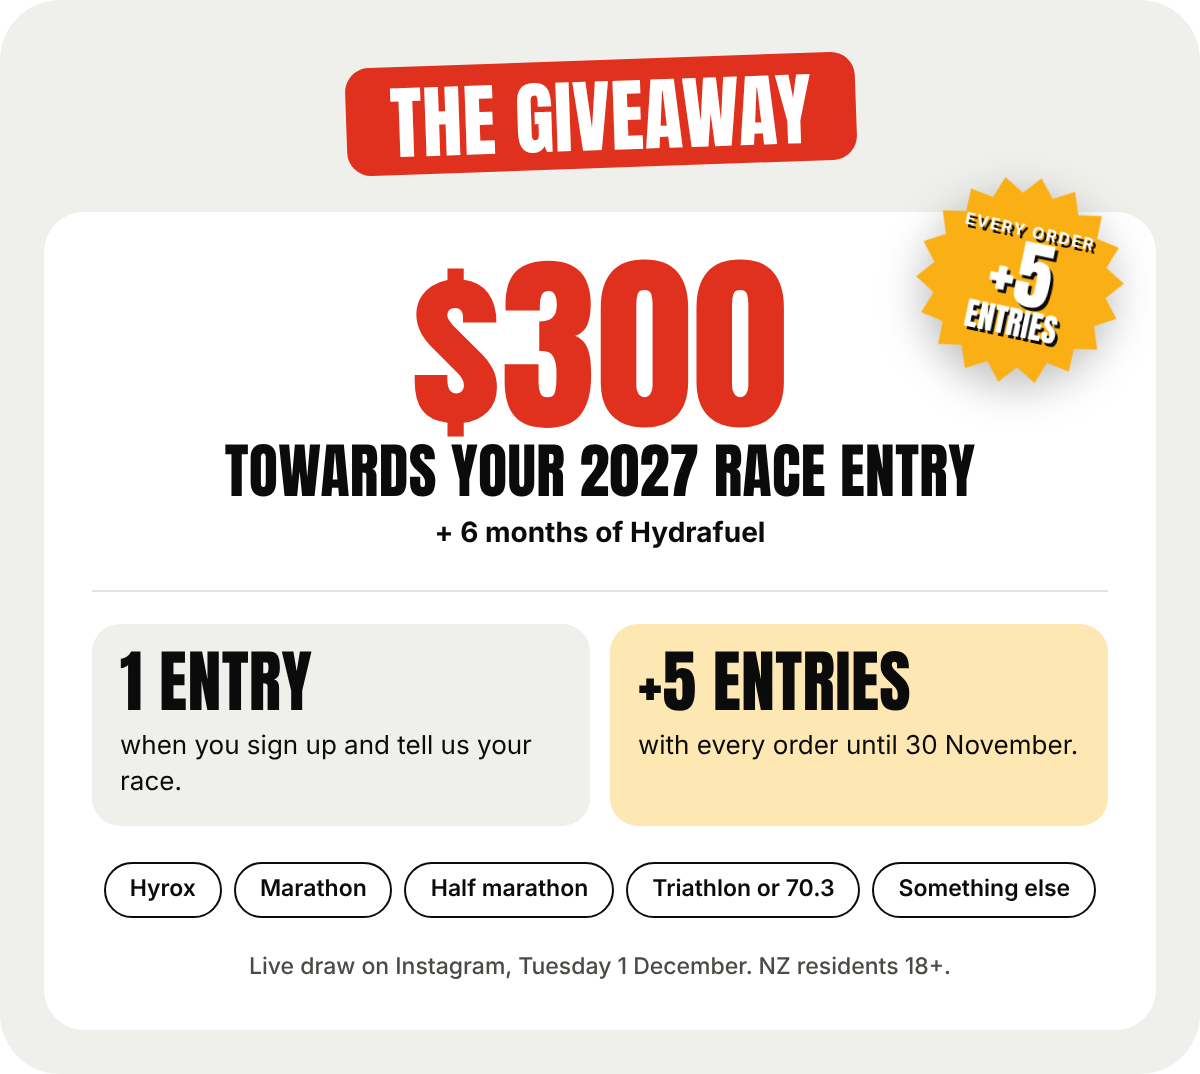 THE GIVEAWAY
EVERY ORDER
+5
ENTRIES
$300
TOWARDS YOUR 2027 RACE ENTRY
+ 6 months of Hydrafuel
1 ENTRY
when you sign up and tell us your
race.
+5 ENTRIES
with every order until 30 November.
Hyrox
Marathon
Half marathon
Triathlon or 70.3
Something else
Live draw on Instagram, Tuesday 1 December. NZ residents 18+.